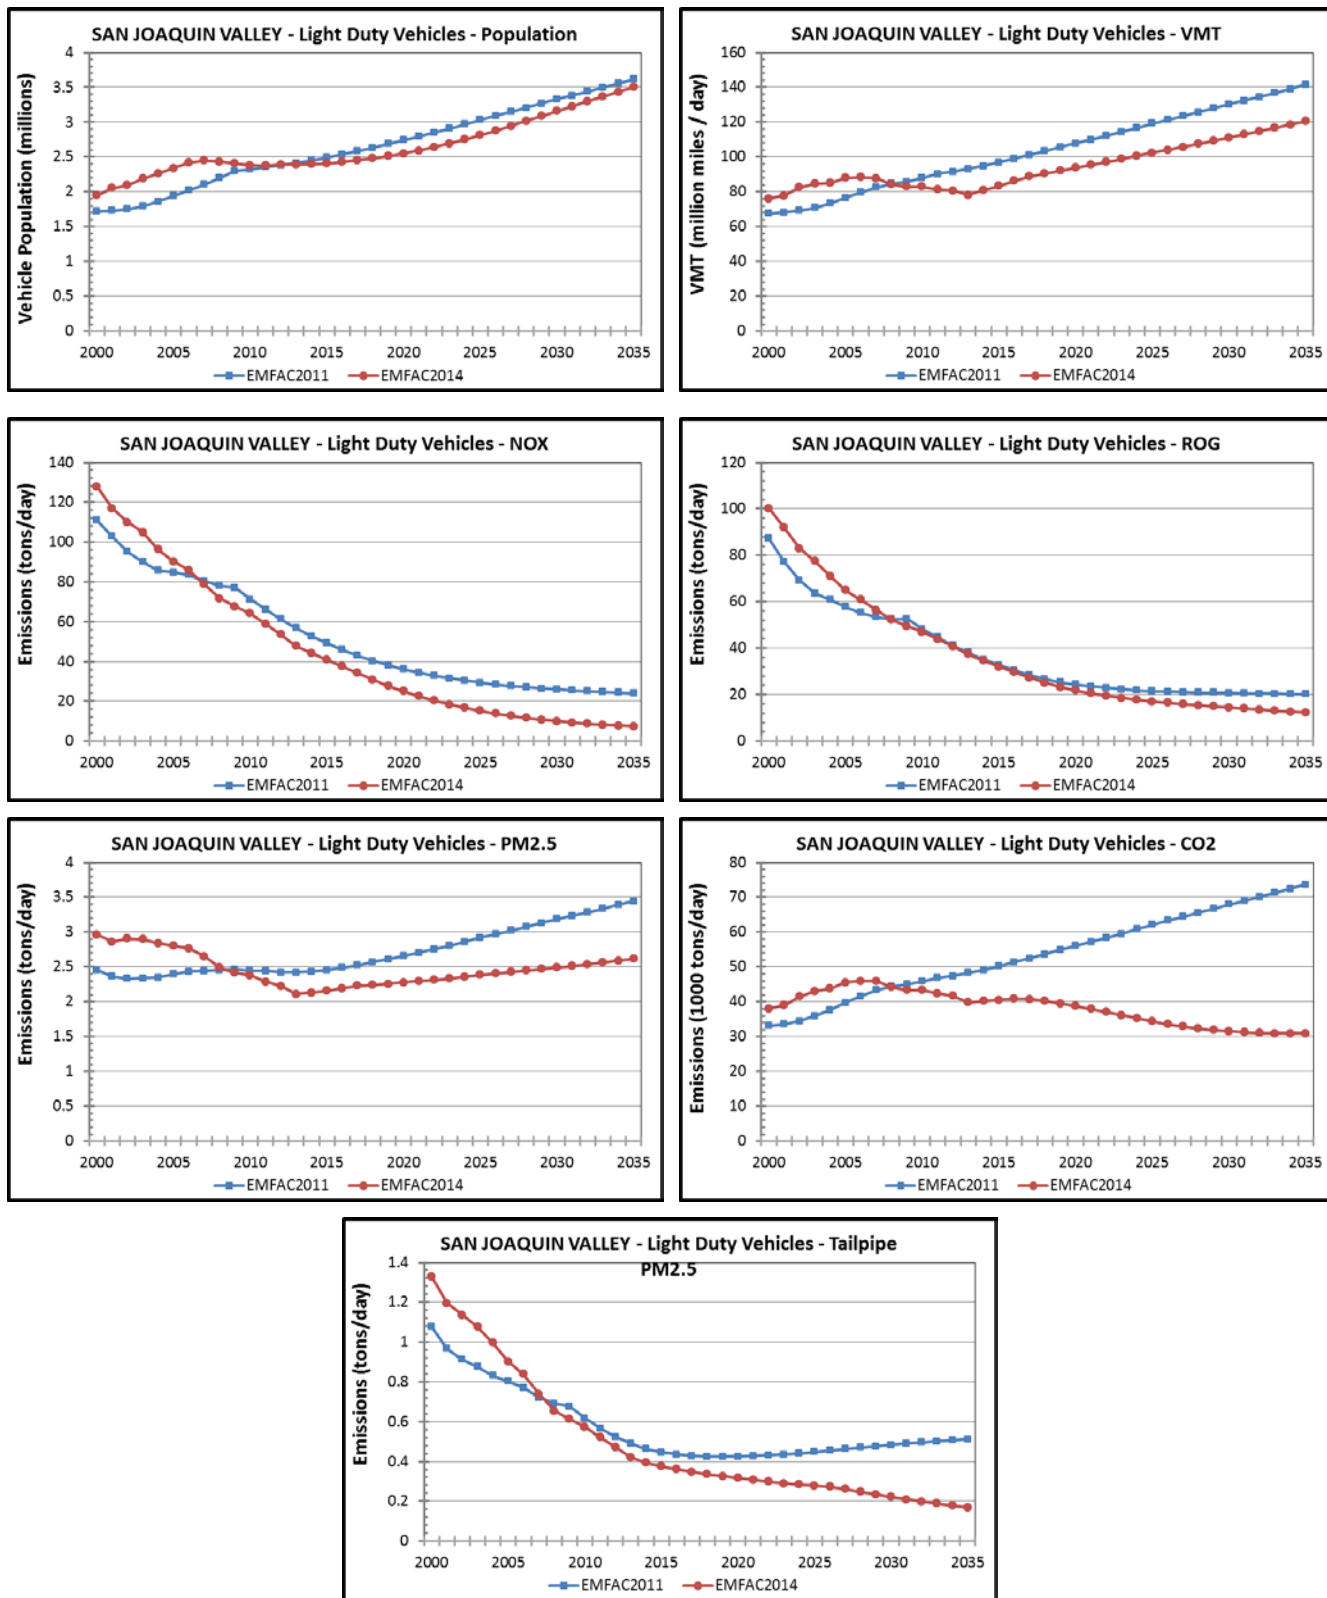 SAN JOAQUIN VALLEY - Light Duty Vehicles - Population
Vehicle Population (millions)
4
3.5
3
2.5
2
1.5
1
0.5
0
2000 2005 2010 2015 2020 2025 2030 2035
EMFAC2011 EMFAC2014
SAN JOAQUIN VALLEY - Light Duty Vehicles - VMT
VMT (million miles / day)
160
140
120
100
80
60
40
20
0
2000 2005 2010 2015 2020 2025 2030 2035
EMFAC2011 EMFAC2014
SAN JOAQUIN VALLEY - Light Duty Vehicles - NOX
Emissions (tons/day)
140
120
100
80
60
40
20
0
2000 2005 2010 2015 2020 2025 2030 2035
EMFAC2011 EMFAC2014
SAN JOAQUIN VALLEY - Light Duty Vehicles - ROG
Emissions (tons/day)
120
100
80
60
40
20
0
2000 2005 2010 2015 2020 2025 2030 2035
EMFAC2011 EMFAC2014
SAN JOAQUIN VALLEY - Light Duty Vehicles - PM2.5
Emissions (tons/day)
4
3.5
3
2.5
2
1.5
1
0.5
0
2000 2005 2010 2015 2020 2025 2030 2035
EMFAC2011 EMFAC2014
SAN JOAQUIN VALLEY - Light Duty Vehicles - CO2
Emissions (1000 tons/day)
80
70
60
50
40
30
20
10
0
2000 2005 2010 2015 2020 2025 2030 2035
EMFAC2011 EMFAC2014
SAN JOAQUIN VALLEY - Light Duty Vehicles - Tailpipe
PM2.5
Emissions (tons/day)
1.4
1.2
1
0.8
0.6
0.4
0.2
0
2000 2005 2010 2015 2020 2025 2030 2035
EMFAC2011 EMFAC2014